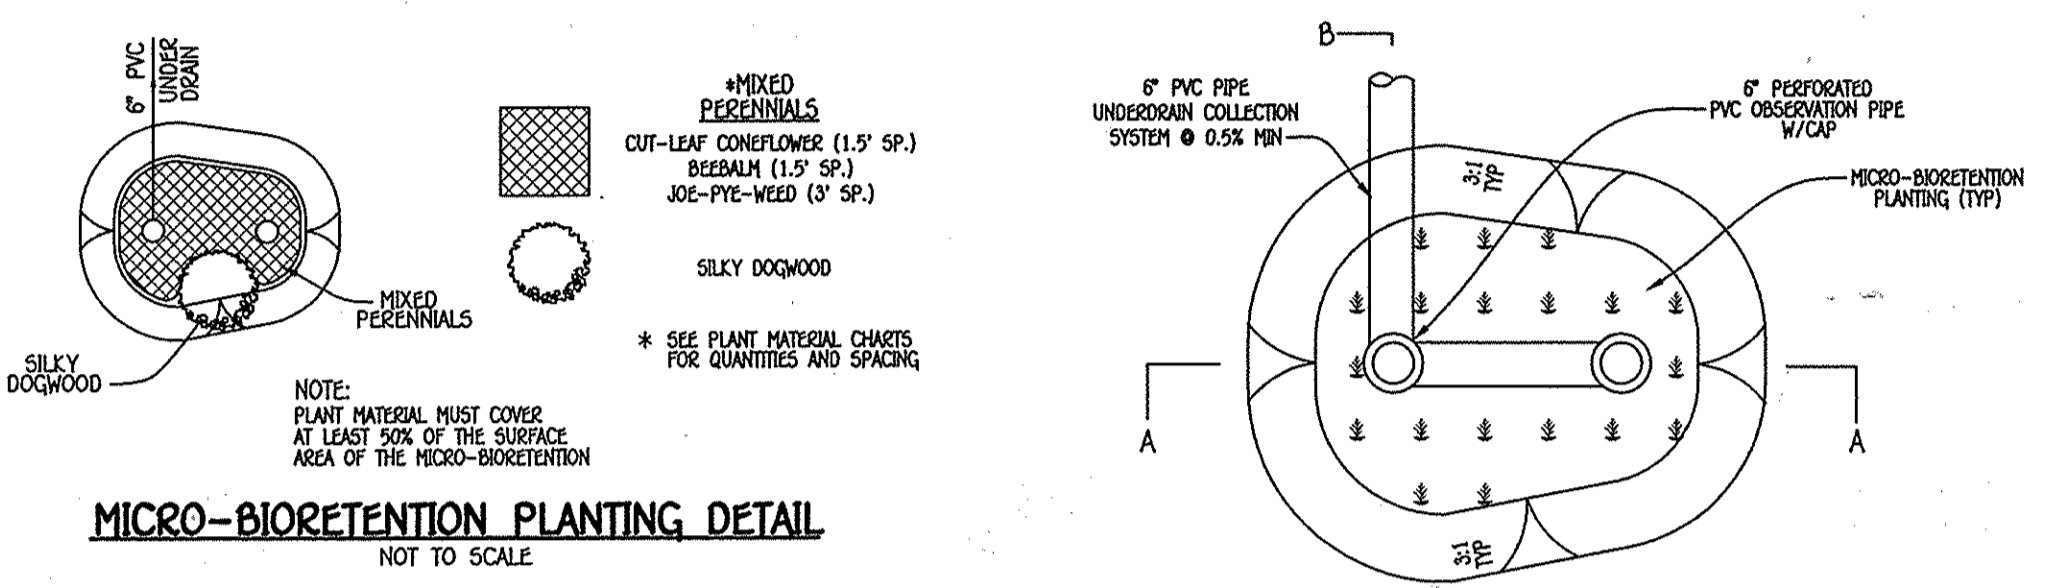 6" PVC
UNDER
DRAIN
*MIXED
PERENNIALS
CUT-LEAF CONEFLOWER (1.5' SP.)
BEEBALM (1.5' SP.)
JOE-PYE-WEED (3' SP.)
SILKY DOGWOOD
* SEE PLANT MATERIAL CHARTS
FOR QUANTITIES AND SPACING
MIXED
PERENNIALS
SILKY
DOGWOOD
NOTE:
PLANT MATERIAL MUST COVER
AT LEAST 50% OF THE SURFACE
AREA OF THE MICRO-BIORETENTION
MICRO-BIORETENTION PLANTING DETAIL
NOT TO SCALE
B
6" PVC PIPE
UNDERDRAIN COLLECTION
SYSTEM @ 0.5% MIN
6" PERFORATED
PVC OBSERVATION PIPE
W/CAP
3:1
TYP
MICRO-BIORETENTION
PLANTING (TYP)
A
A
3:1
TYP